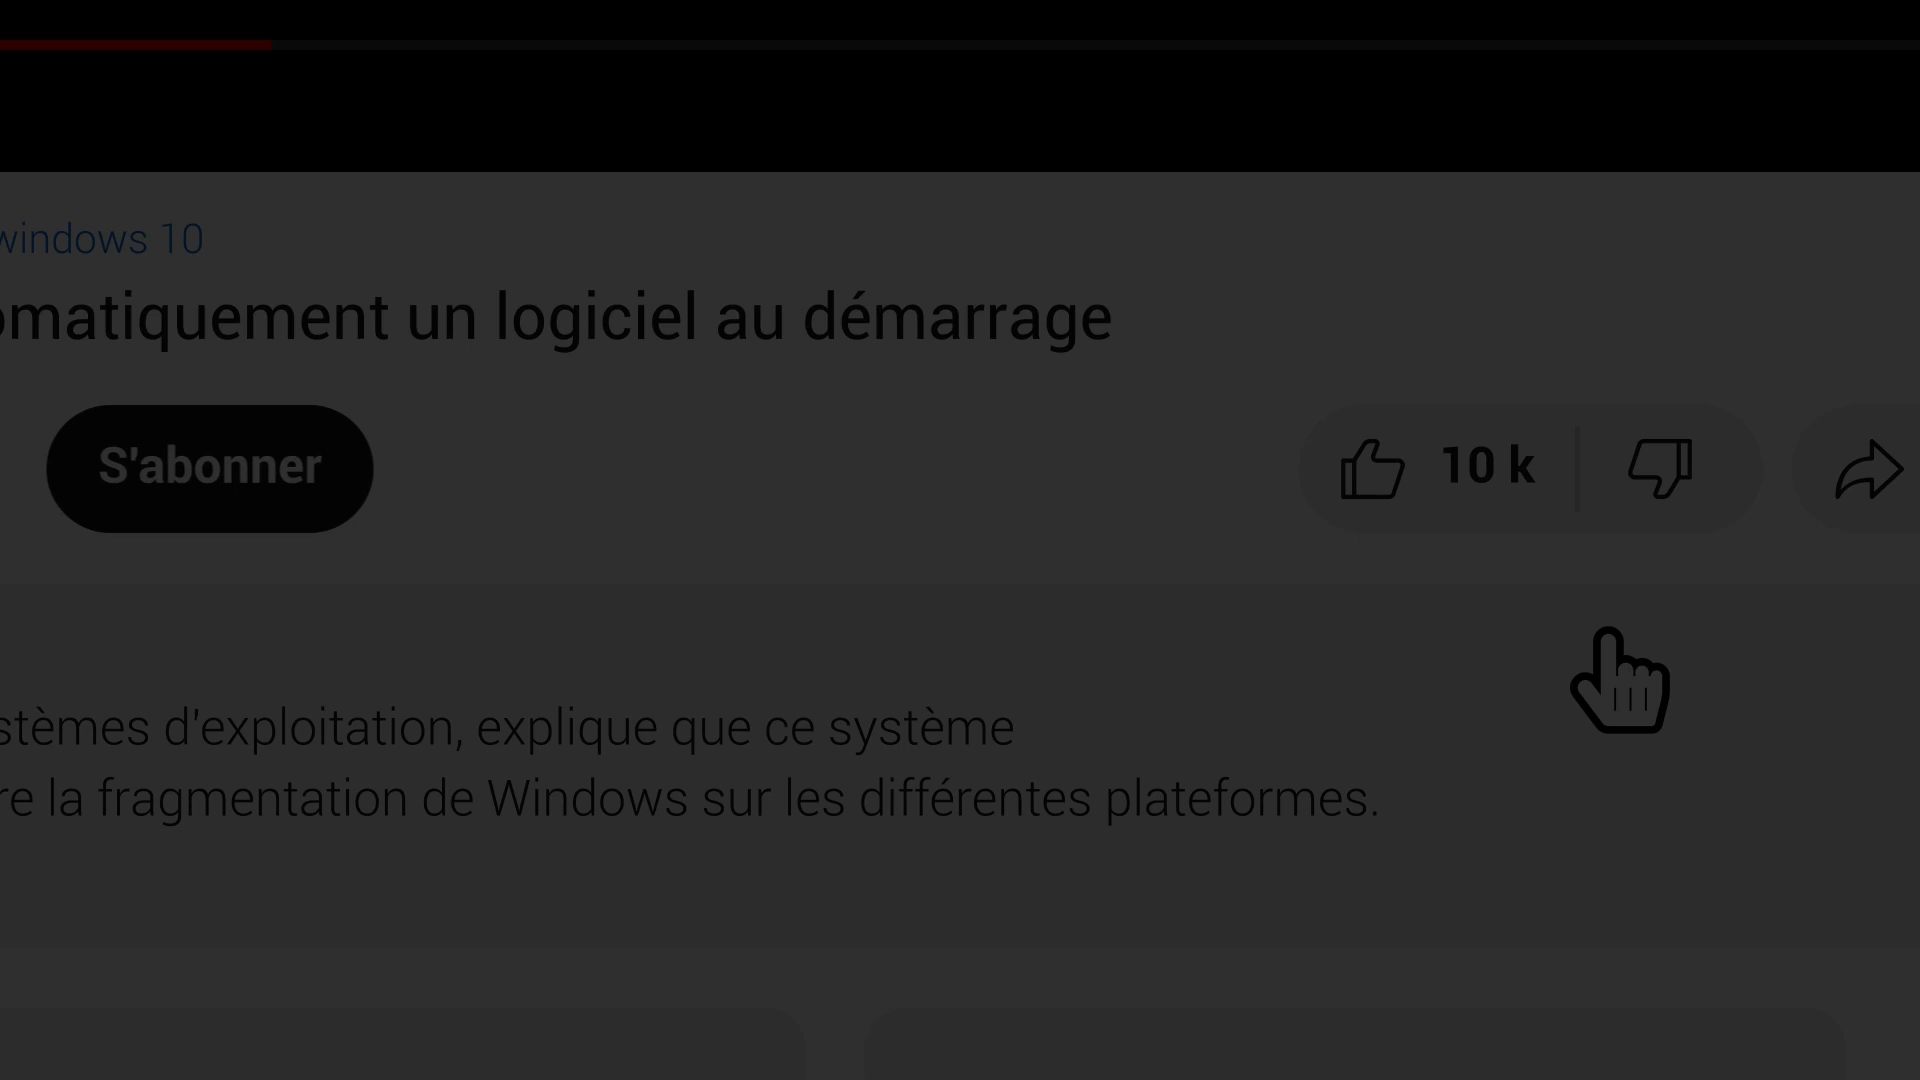 windows 10
omatiquement un logiciel au démarrage
S'abonner
10 k
stèmes d'exploitation, explique que ce système
re la fragmentation de Windows sur les différentes plateformes.